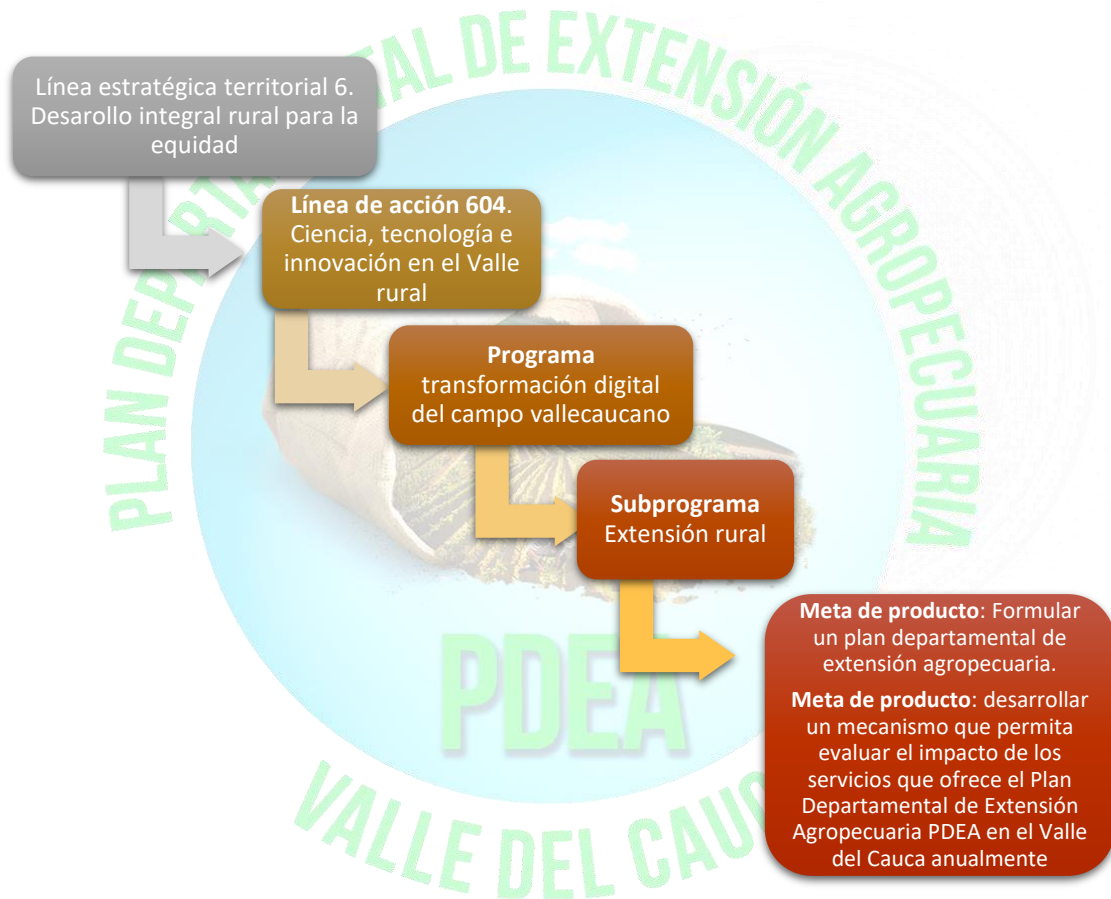 PLAN DEPARTAMENTAL DE EXTENSIÓN AGROPECUARIA
Línea estratégica territorial 6.
Desarollo integral rural para la
equidad
Línea de acción 604.
Ciencia, tecnología e
innovación en el Valle
rural
Programa
transformación digital
del campo vallecaucano
Subprograma
Extensión rural
Meta de producto: Formular
un plan departamental de
extensión agropecuaria.
Meta de producto: desarrollar
un mecanismo que permita
evaluar el impacto de los
servicios que ofrece el Plan
Departamental de Extensión
Agropecuaria PDEA en el Valle
del Cauca anualmente
PDEA
VALLE DEL CAUCA